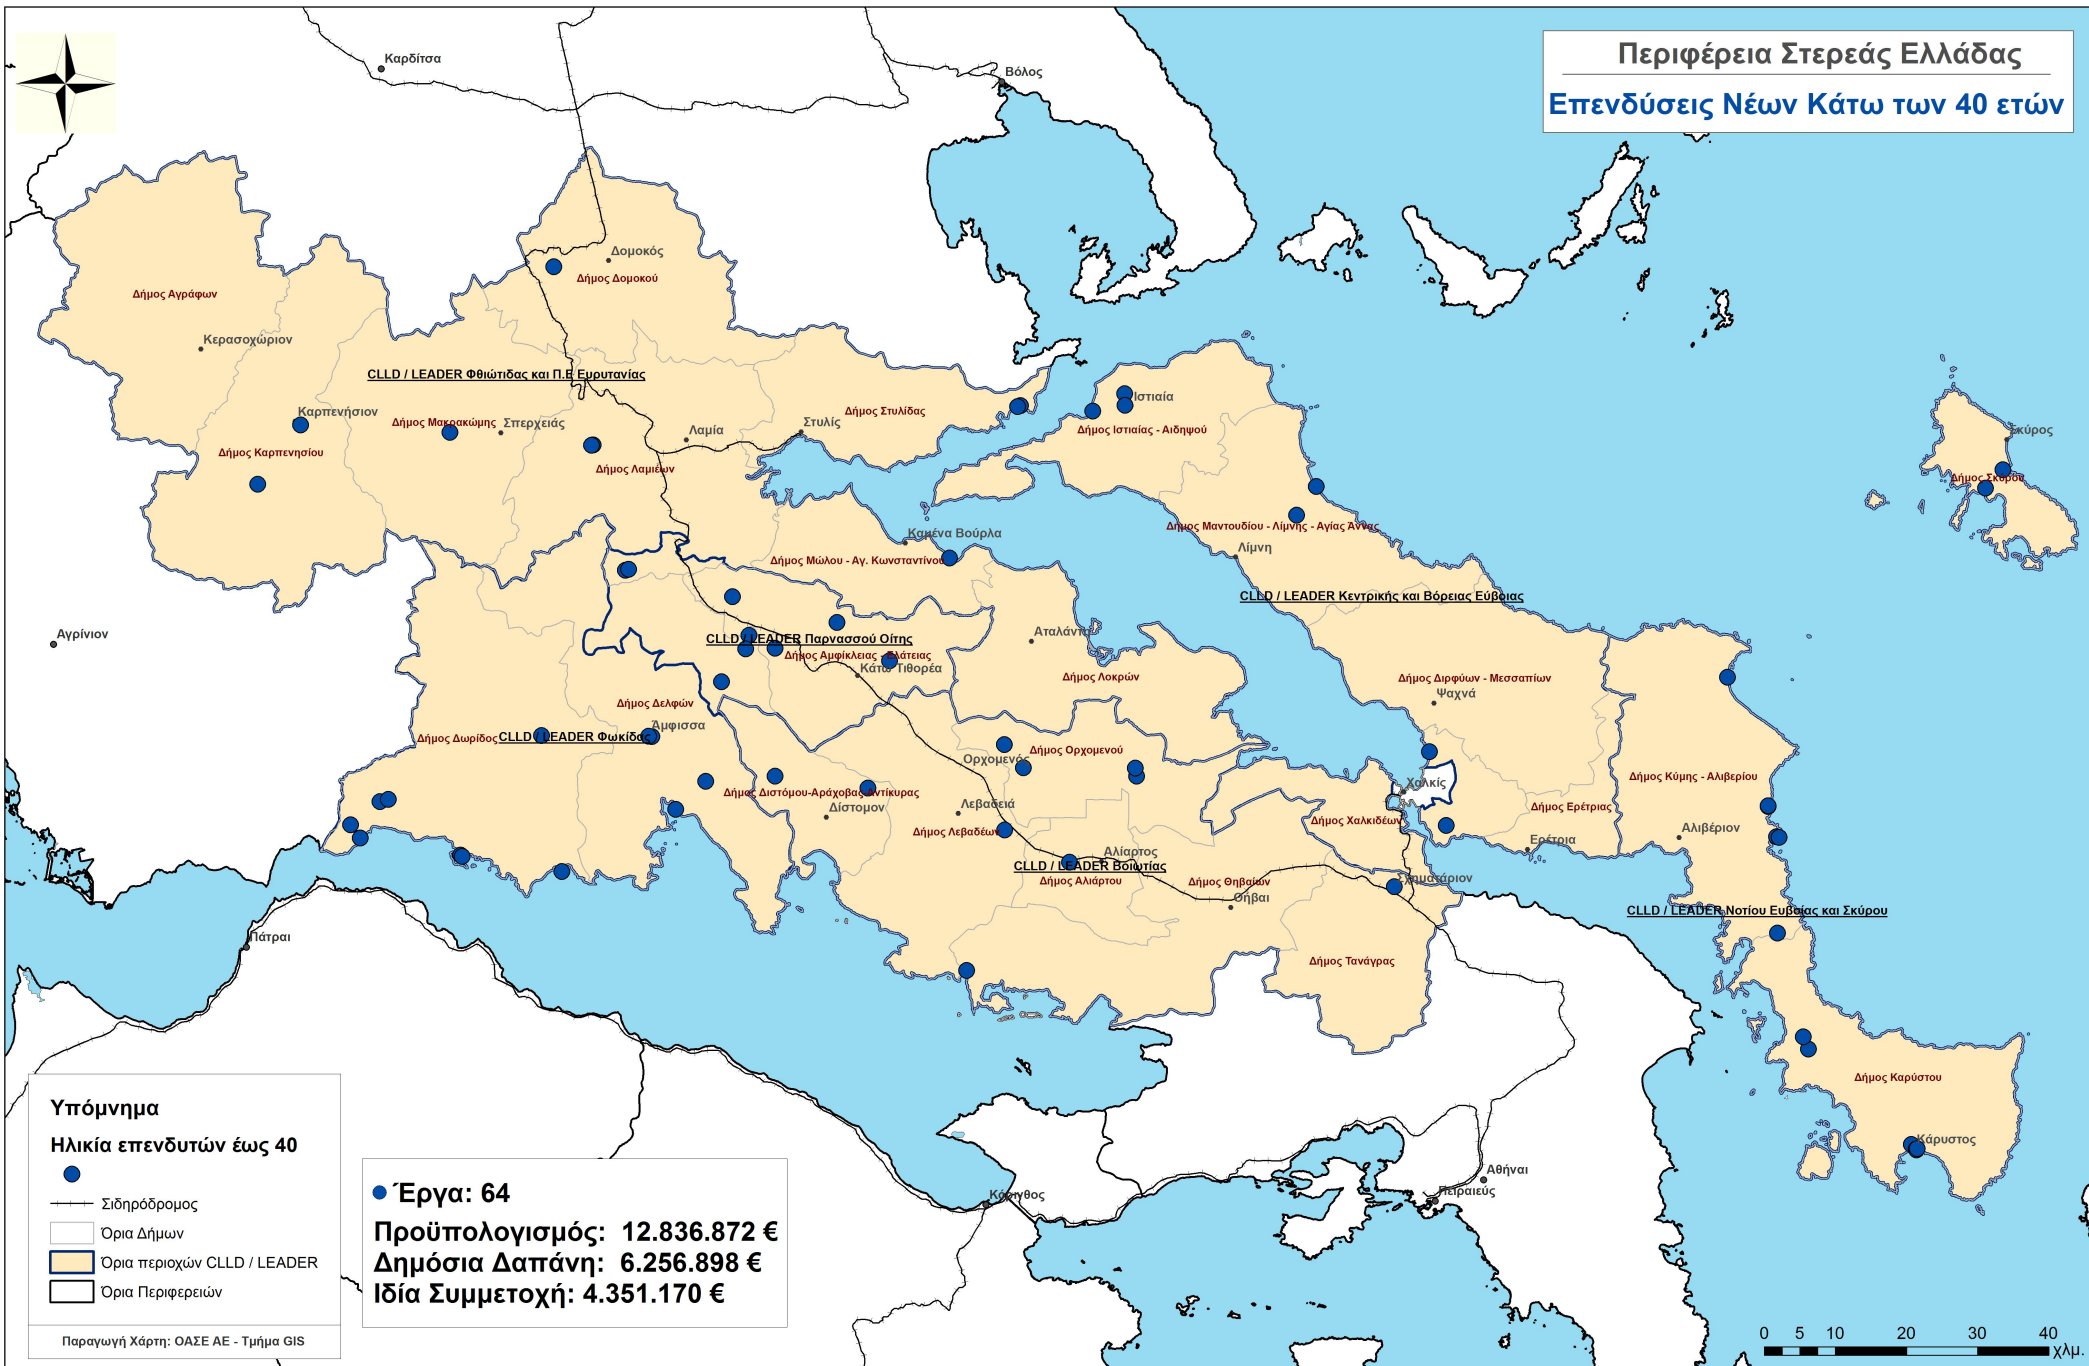 Περιφέρεια Στερεάς Ελλάδας
Επενδύσεις Νέων Κάτω των 40 ετών
Καρδίτσα
Βόλος
Δομοκός
Δήμος Δομοκού
Δήμος Αγράφων
Κερασοχώριον
CLLD / LEADER Φθιώτιδας και Π.Ε Ευρυτανίας
Καρπενήσιον
Δήμος Μακρακώμης
Σπερχειάς
Δήμος Στυλίδας
Στυλίς
Λαμία
Ιστιαία
Δήμος Ιστιαίας - Αιδηψού
Σκύρος
Δήμος Καρπενησίου
Δήμος Λαμιέων
Δήμος Σκύρου
Δήμος Μαντουδίου - Λίμνης - Αγίας Άννας
Καμένα Βούρλα
Λίμνη
Δήμος Μώλου - Αγ. Κωνσταντίνου
CLLD / LEADER Κεντρικής και Βόρειας Εύβοιας
Αγρίνιον
Αταλάντη
CLLD / LEADER Παρνασσού Οίτης
Δήμος Αμφίκλειας - Ελάτειας
Κάτω Τιθορέα
Δήμος Λοκρών
Δήμος Διρφύων - Μεσσαπίων
Ψαχνά
Δήμος Δελφών
Άμφισσα
Δήμος Δωρίδος
CLLD / LEADER Φωκίδας
Δήμος Ορχομενού
Ορχομενός
Δήμος Κύμης - Αλιβερίου
Χαλκίς
Δήμος Διστόμου-Αράχοβας-Αντίκυρας
Δίστομον
Λεβαδειά
Δήμος Λεβαδέων
Δήμος Χαλκιδέων
Δήμος Ερέτριας
Ερέτρια
Αλιβέριον
Αλίαρτος
CLLD / LEADER Βοιωτίας
Δήμος Αλιάρτου
Δήμος Θηβαίων
Θήβαι
Σχηματάριον
CLLD / LEADER Νοτίου Ευβοίας και Σκύρου
Πάτραι
Δήμος Τανάγρας
Δήμος Καρύστου
Κάρυστος
Αθήναι
Πειραιεύς
Κόρινθος
Υπόμνημα
Ηλικία επενδυτών έως 40
Σιδηρόδρομος
Όρια Δήμων
Όρια περιοχών CLLD / LEADER
Όρια Περιφερειών
Παραγωγή Χάρτη: ΟΑΣΕ ΑΕ - Τμήμα GIS
Έργα: 64
Προϋπολογισμός: 12.836.872 €
Δημόσια Δαπάνη: 6.256.898 €
Ιδία Συμμετοχή: 4.351.170 €
0 5 10 20 30 40
χλμ.